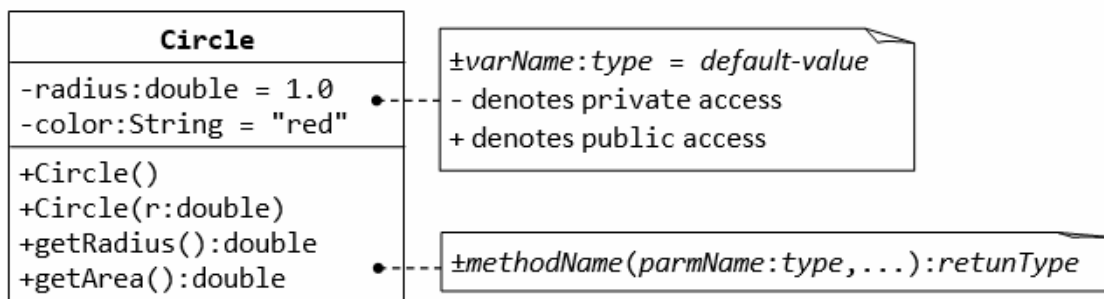 Circle
-radius:double = 1.0
-color:String = "red"
+Circle()
+Circle(r:double)
+getRadius():double
+getArea():double
±varName:type = default-value
- denotes private access
+ denotes public access
±methodName(parmName:type,...):retunType